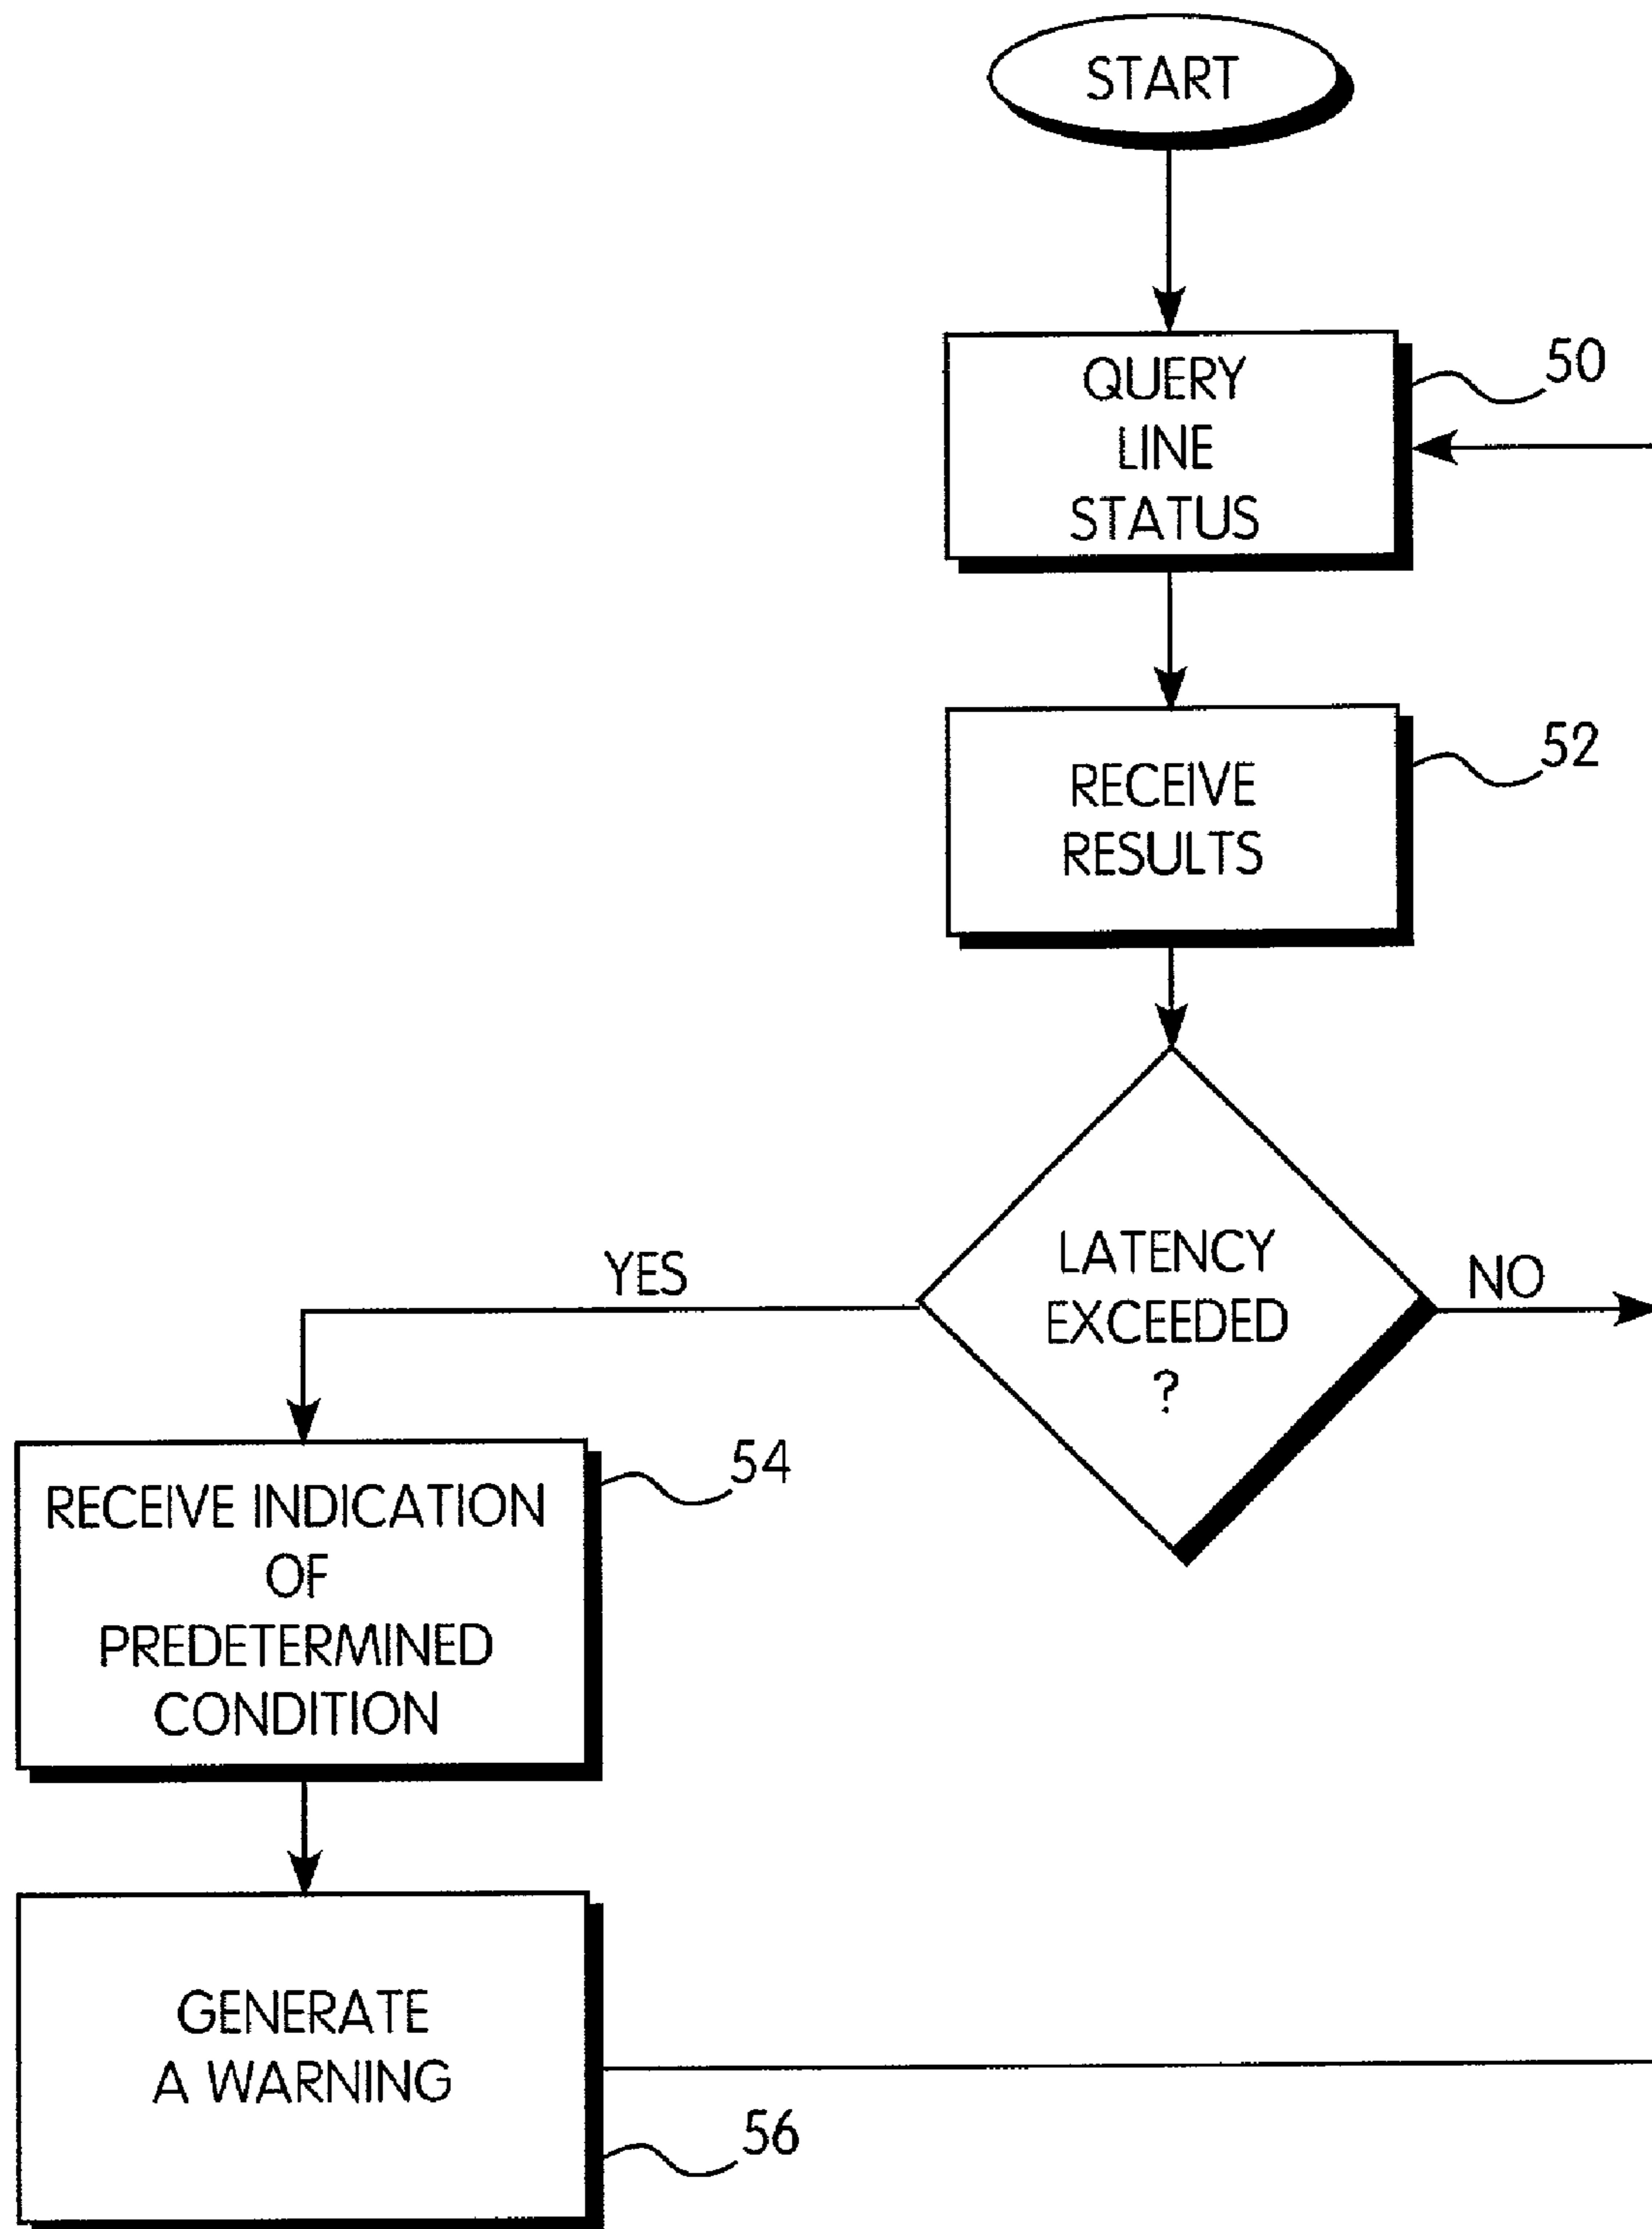 START
QUERY
LINE
STATUS
50
RECEIVE
RESULTS
52
LATENCY
EXCEEDED
?
YES
NO
RECEIVE INDICATION
OF
PREDETERMINED
CONDITION
54
GENERATE
A WARNING
56